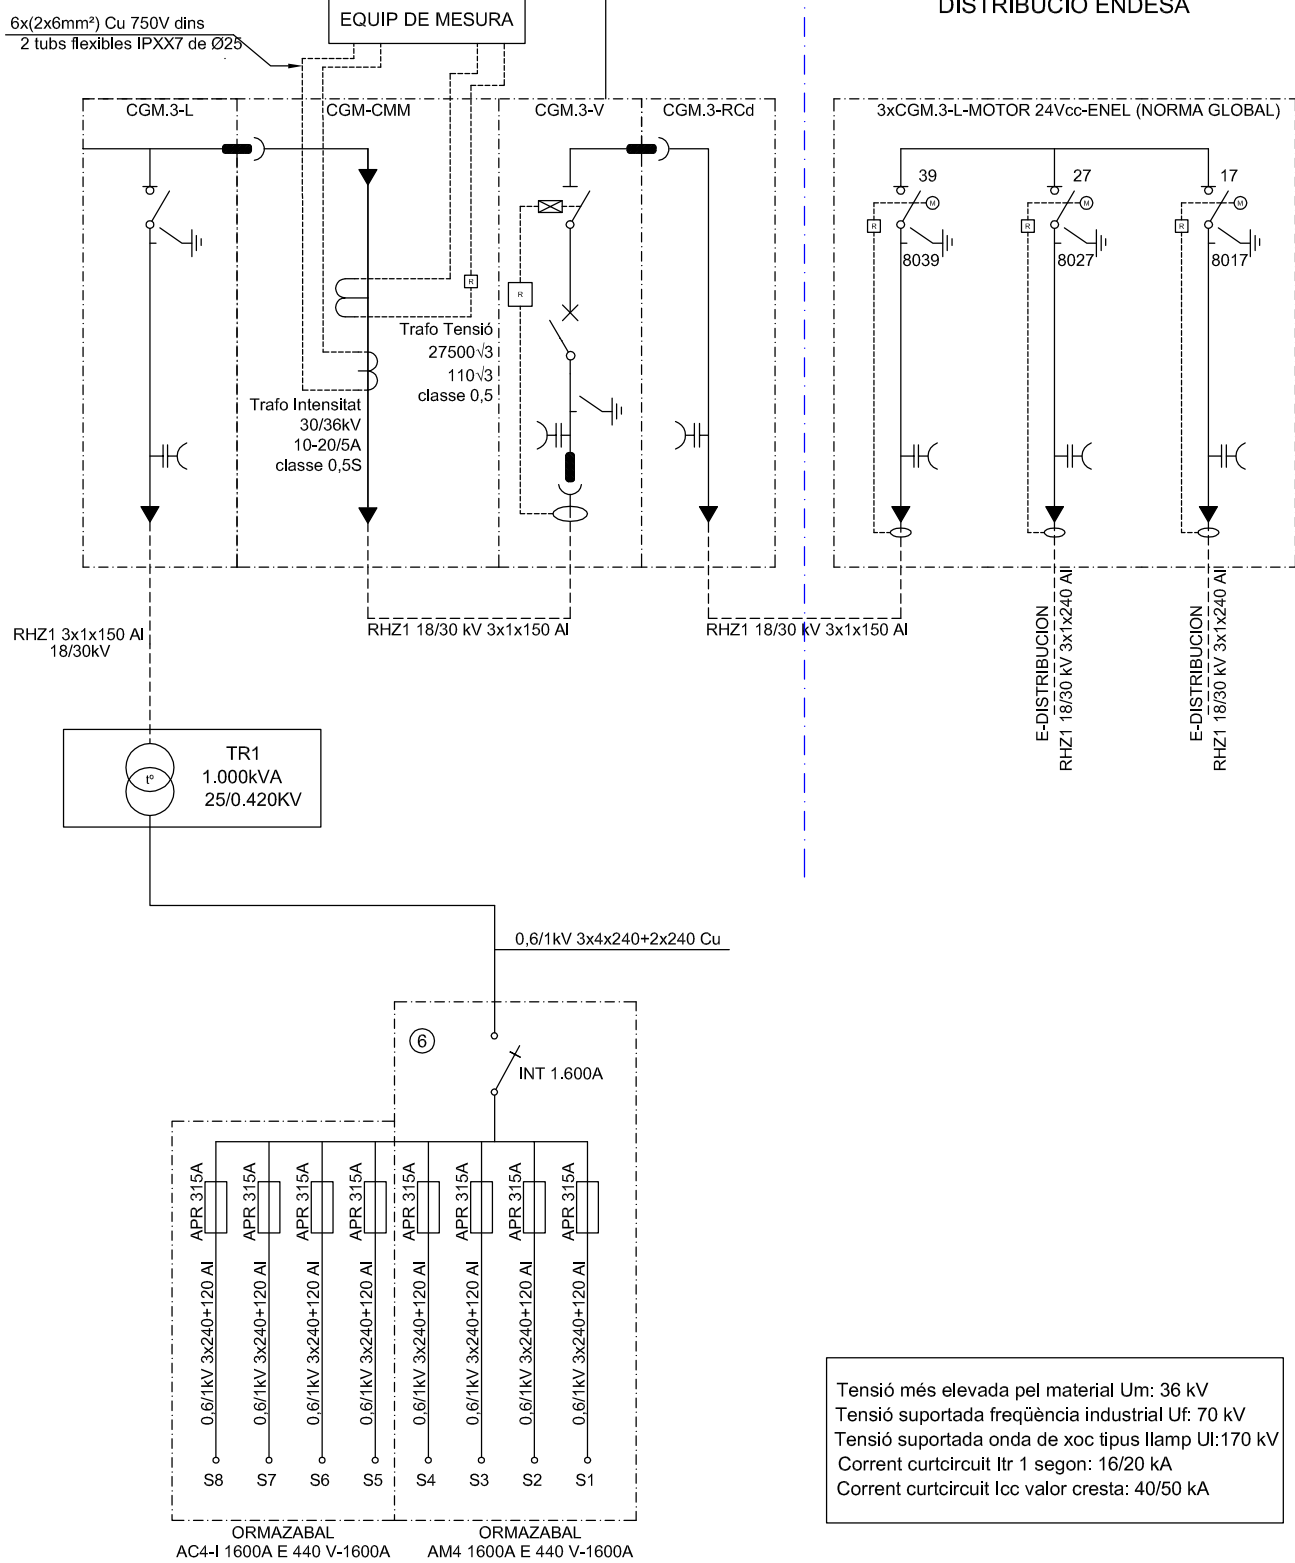 DISTRIBUCIÓ ENDESA
6x(2x6mm²) Cu 750V dins
2 tubs flexibles IPXX7 de Ø25
EQUIP DE MESURA
CGM.3-L
CGM-CMM
CGM.3-V
CGM.3-RCd
3xCGM.3-L-MOTOR 24Vcc-ENEL (NORMA GLOBAL)
39
27
17
M
M
M
R
R
R
8039
8027
8017
R
R
Trafo Tensió
27500√3
110√3
classe 0,5
Trafo Intensitat
30/36kV
10-20/5A
classe 0,5S
RHZ1 3x1x150 Al
18/30kV
RHZ1 18/30 kV 3x1x150 Al
RHZ1 18/30 kV 3x1x150 Al
E-DISTRIBUCION
RHZ1 18/30 kV 3x1x240 Al
E-DISTRIBUCION
RHZ1 18/30 kV 3x1x240 Al
tº
TR1
1.000kVA
25/0.420KV
0,6/1kV 3x4x240+2x240 Cu
6
INT 1.600A
APR 315A
APR 315A
APR 315A
APR 315A
APR 315A
APR 315A
APR 315A
APR 315A
0,6/1kV 3x240+120 Al
0,6/1kV 3x240+120 Al
0,6/1kV 3x240+120 Al
0,6/1kV 3x240+120 Al
0,6/1kV 3x240+120 Al
0,6/1kV 3x240+120 Al
0,6/1kV 3x240+120 Al
0,6/1kV 3x240+120 Al
S8
S7
S6
S5
S4
S3
S2
S1
ORMAZABAL
AC4-I 1600A E 440 V-1600A
ORMAZABAL
AM4 1600A E 440 V-1600A
Tensió més elevada pel material Um: 36 kV
Tensió suportada freqüència industrial Uf: 70 kV
Tensió suportada onda de xoc tipus llamp Ul:170 kV
Corrent curtcircuit Itr 1 segon: 16/20 kA
Corrent curtcircuit Icc valor cresta: 40/50 kA